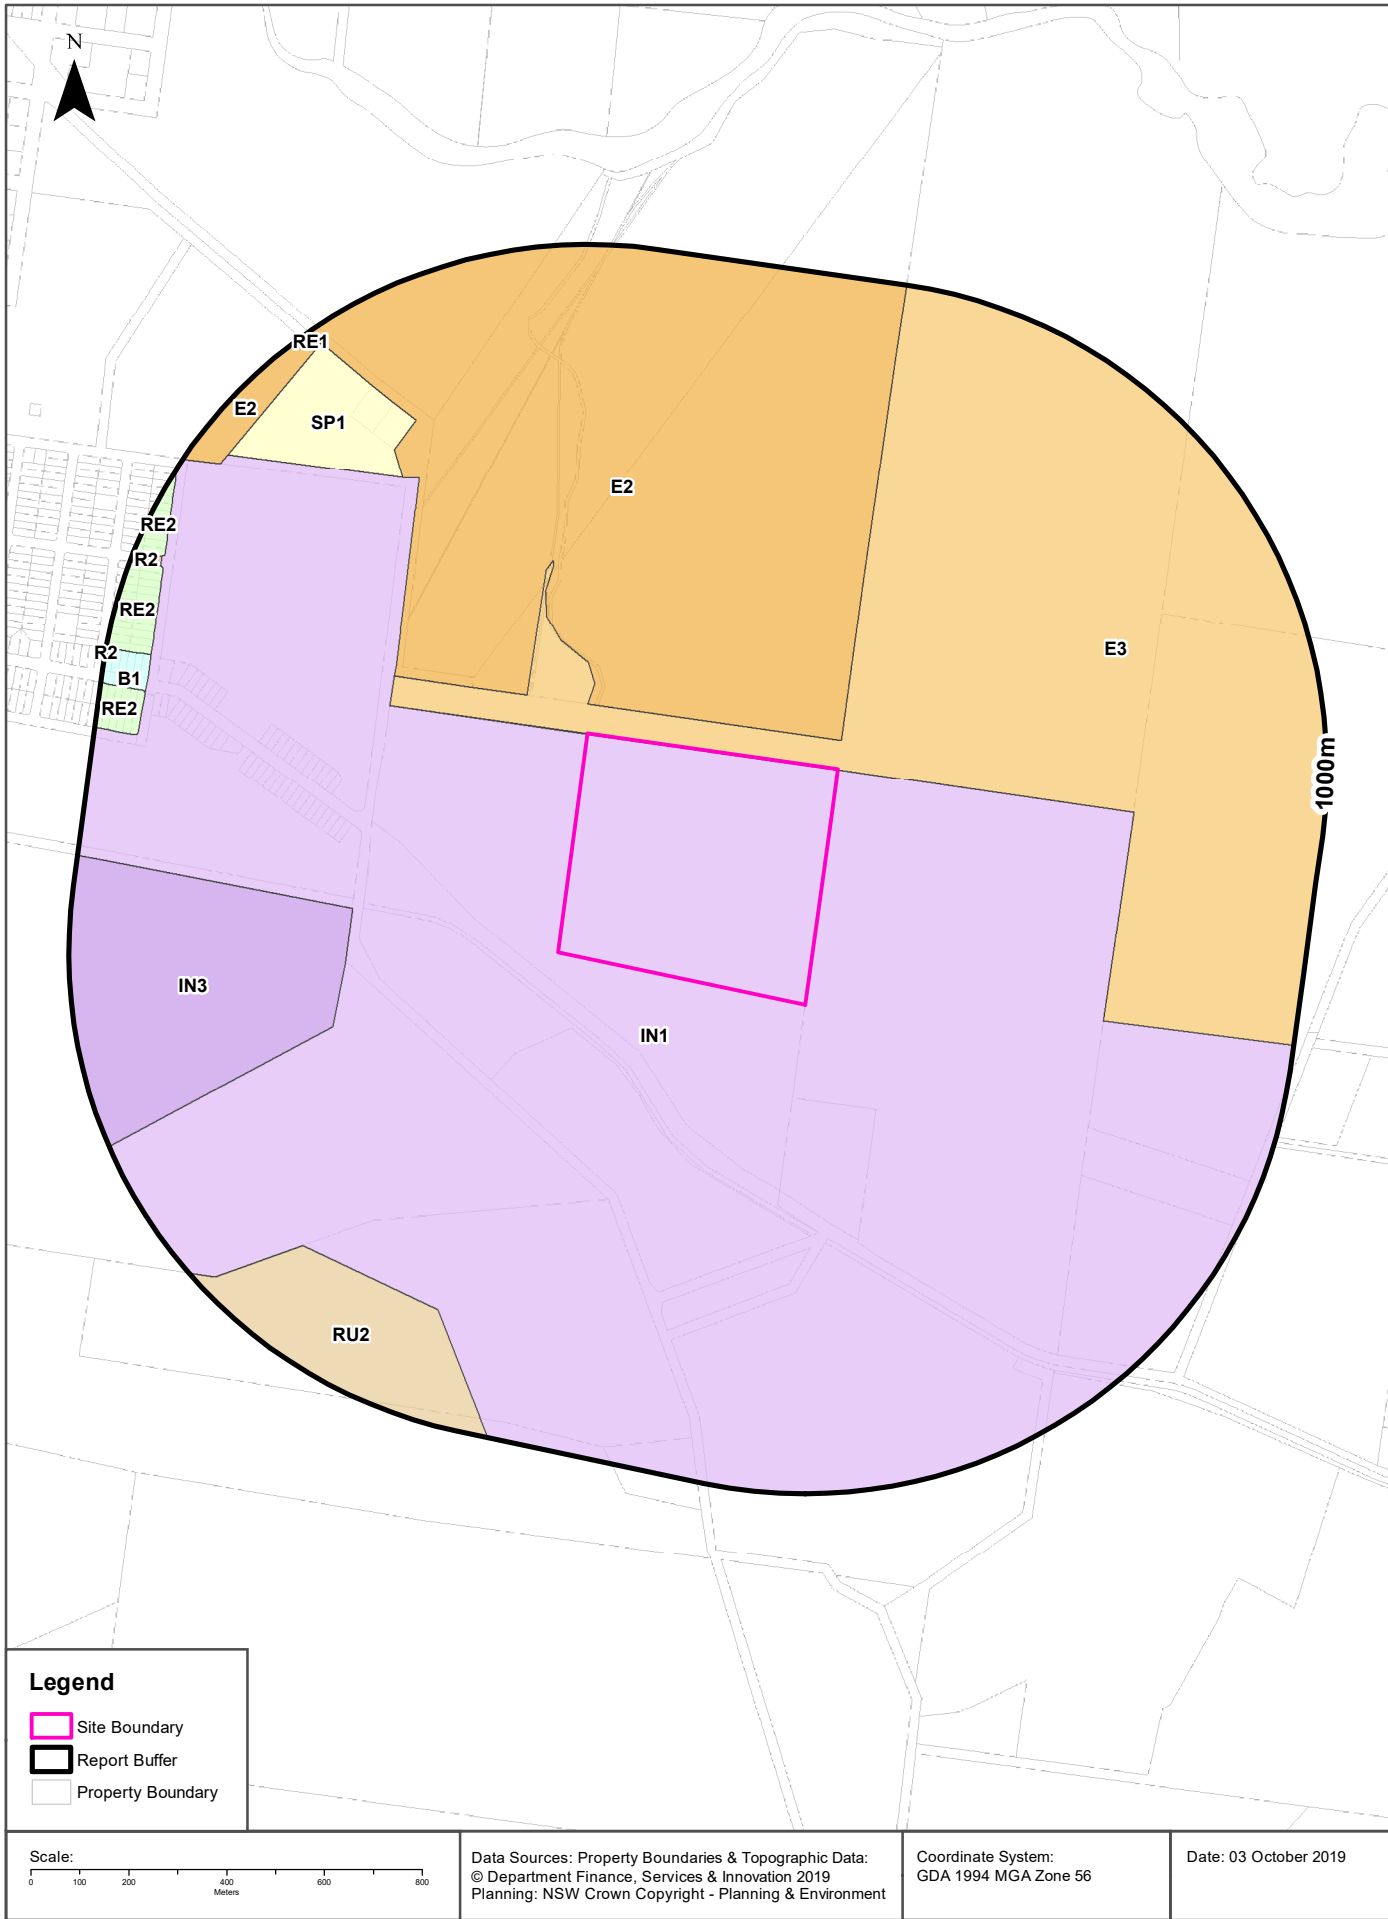 N
RE1
E2
SP1
E2
RE2
R2
RE2
R2
B1
RE2
E3
1000m
IN3
IN1
RU2
Legend
Site Boundary
Report Buffer
Property Boundary
Scale:
0 100 200 400 600 800
Meters
Data Sources: Property Boundaries & Topographic Data:
© Department Finance, Services & Innovation 2019
Planning: NSW Crown Copyright - Planning & Environment
Coordinate System:
GDA 1994 MGA Zone 56
Date: 03 October 2019